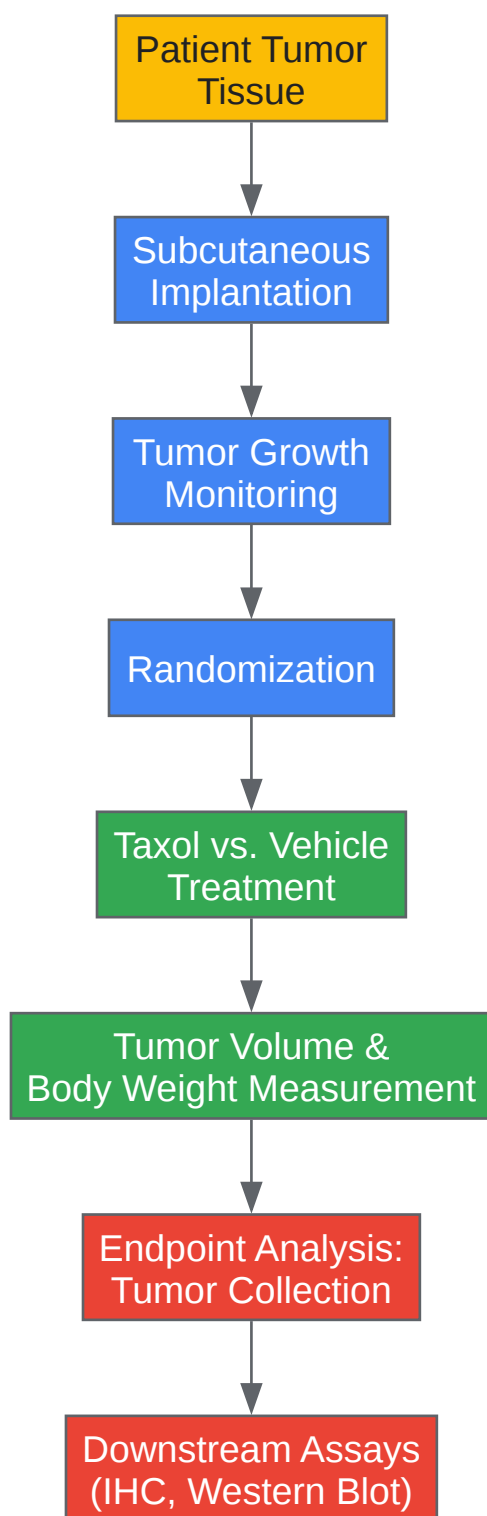 Patient Tumor
Tissue
Subcutaneous
Implantation
Tumor Growth
Monitoring
Randomization
Taxol vs. Vehicle
Treatment
Tumor Volume &
Body Weight Measurement
Endpoint Analysis:
Tumor Collection
Downstream Assays
(IHC, Western Blot)